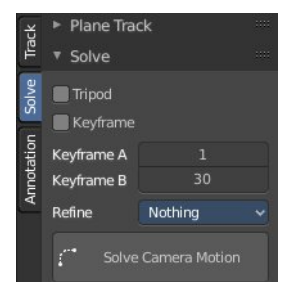 Track
Solve
Annotation
Plane Track
Solve
Tripod
Keyframe
Keyframe A 1
Keyframe B 30
Refine Nothing
Solve Camera Motion